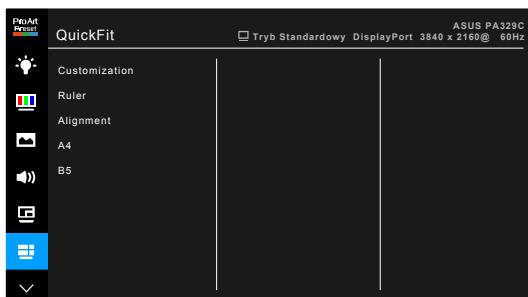 ProArt
Preset
QuickFit
ASUS PA329C
Tryb Standardowy DisplayPort 3840 x 2160@ 60Hz
Customization
Ruler
Alignment
A4
B5